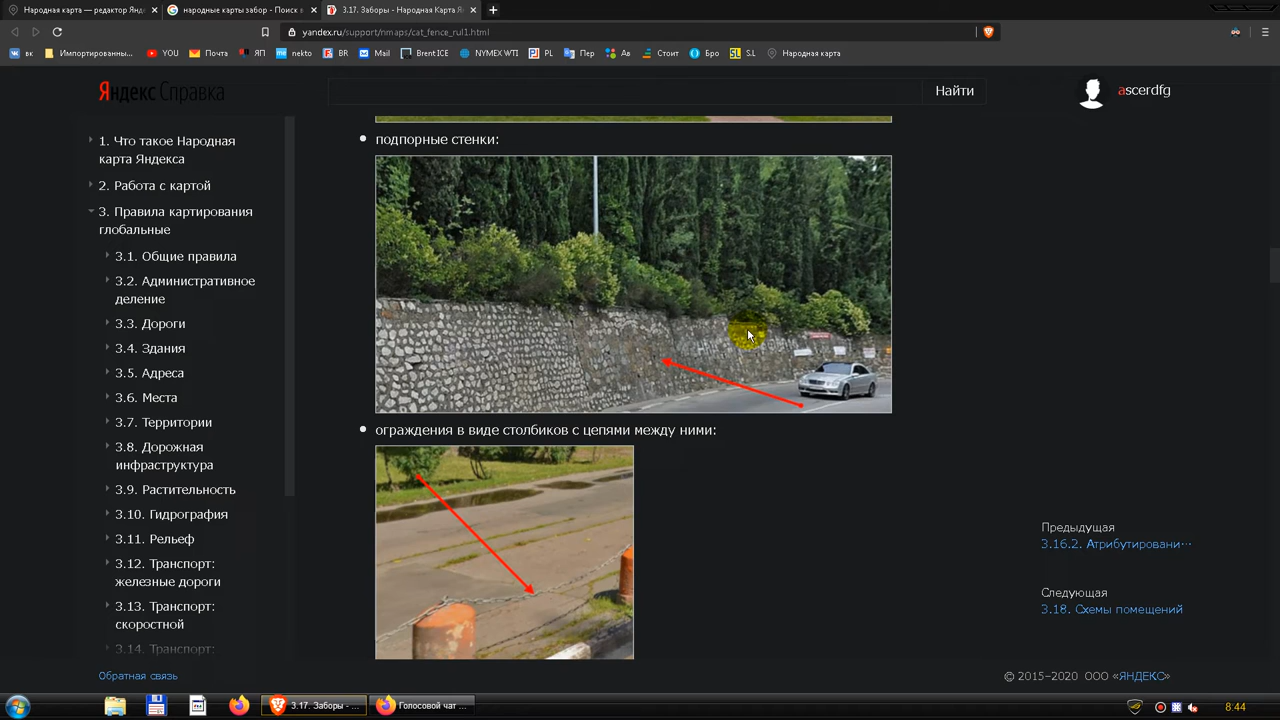 Народная карта — редактор Янд
народные карты забор - Поиск в
3.17. Заборы - Народная Карта Я
yandex.ru/support/nmaps/cat_fence_rul1.html
вк
Импортированны…
YOU
Почта
ЯП
nekto
BR
Mail
Brent ICE
NYMEX WTI
PL
Пер
Ав
Стоит
Бро
S.L
Народная карта
Яндекс Справка
Найти
ascerdfg
1. Что такое Народная
карта Яндекса
2. Работа с картой
3. Правила картирования
глобальные
3.1. Общие правила
3.2. Административное
деление
3.3. Дороги
3.4. Здания
3.5. Адреса
3.6. Места
3.7. Территории
3.8. Дорожная
инфраструктура
3.9. Растительность
3.10. Гидрография
3.11. Рельеф
3.12. Транспорт:
железные дороги
3.13. Транспорт:
скоростной
3.14. Транспорт:
подпорные стенки:
ограждения в виде столбиков с цепями между ними:
Предыдущая
3.16.2. Атрибутировани…
Следующая
3.18. Схемы помещений
Обратная связь
© 2015–2020 ООО «ЯНДЕКС»
3.17. Заборы - …
Голосовой чат …
8:44